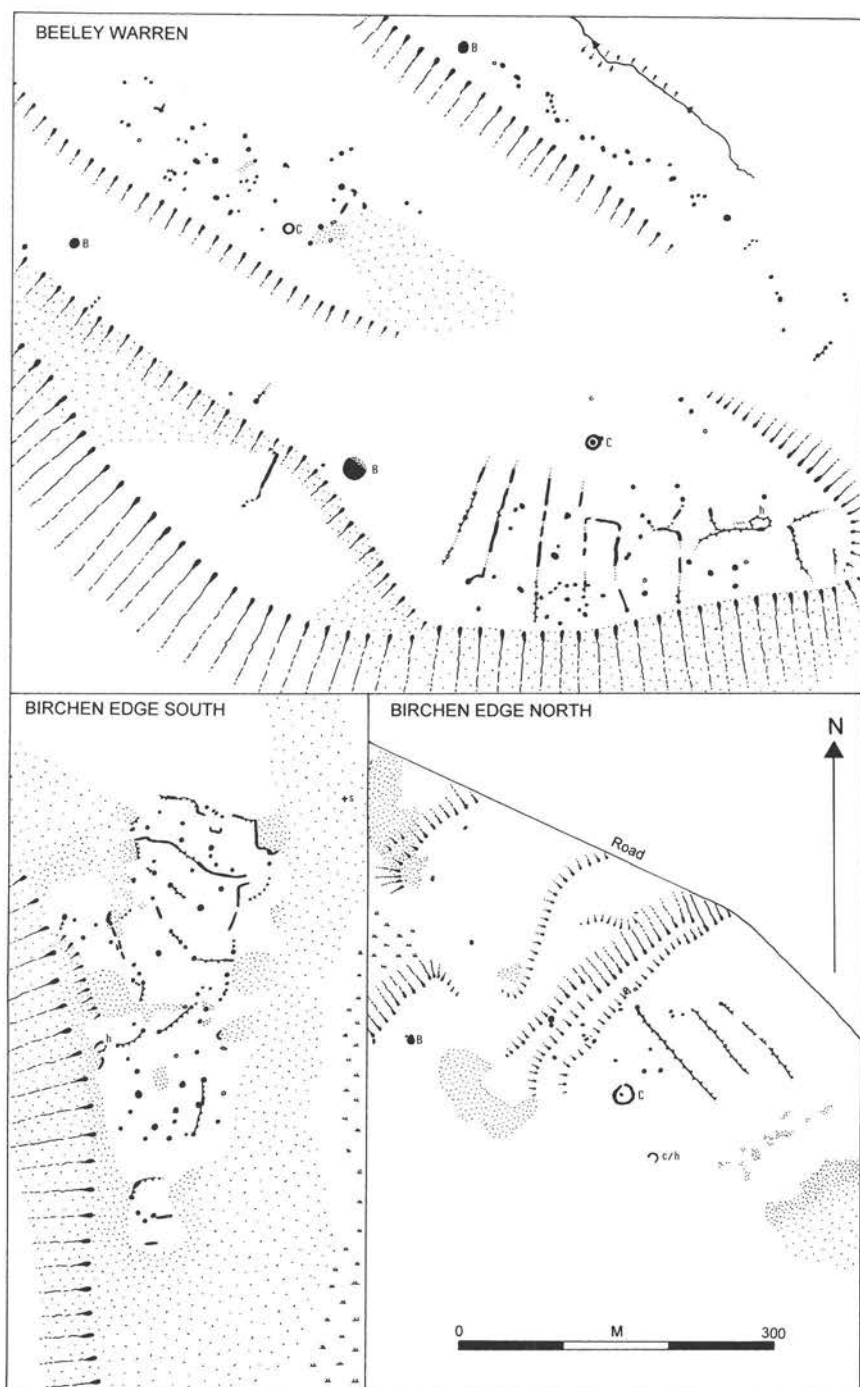 BEELEY WARREN
B
C
B
B
C
h
BIRCHEN EDGE SOUTH
s
h
BIRCHEN EDGE NORTH
N
Road
B
C
c/h
0 M 300